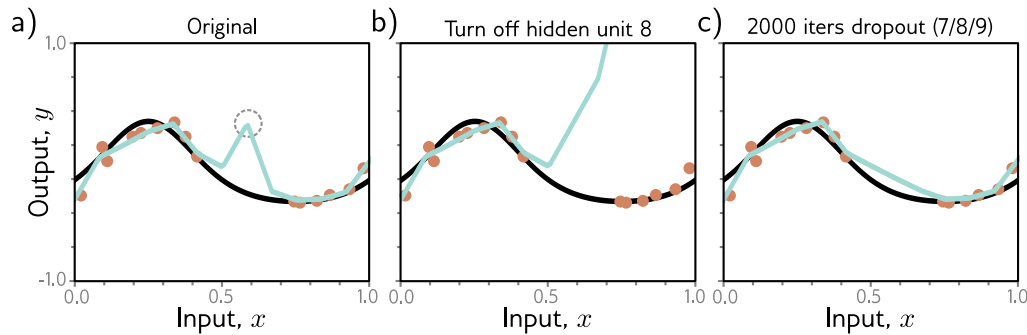 a) Original
1.0
Output, y
-1.0
0.0 0.5 1.0
Input, x
b) Turn off hidden unit 8
0.0 0.5 1.0
Input, x
c) 2000 iters dropout (7/8/9)
0.0 0.5 1.0
Input, x